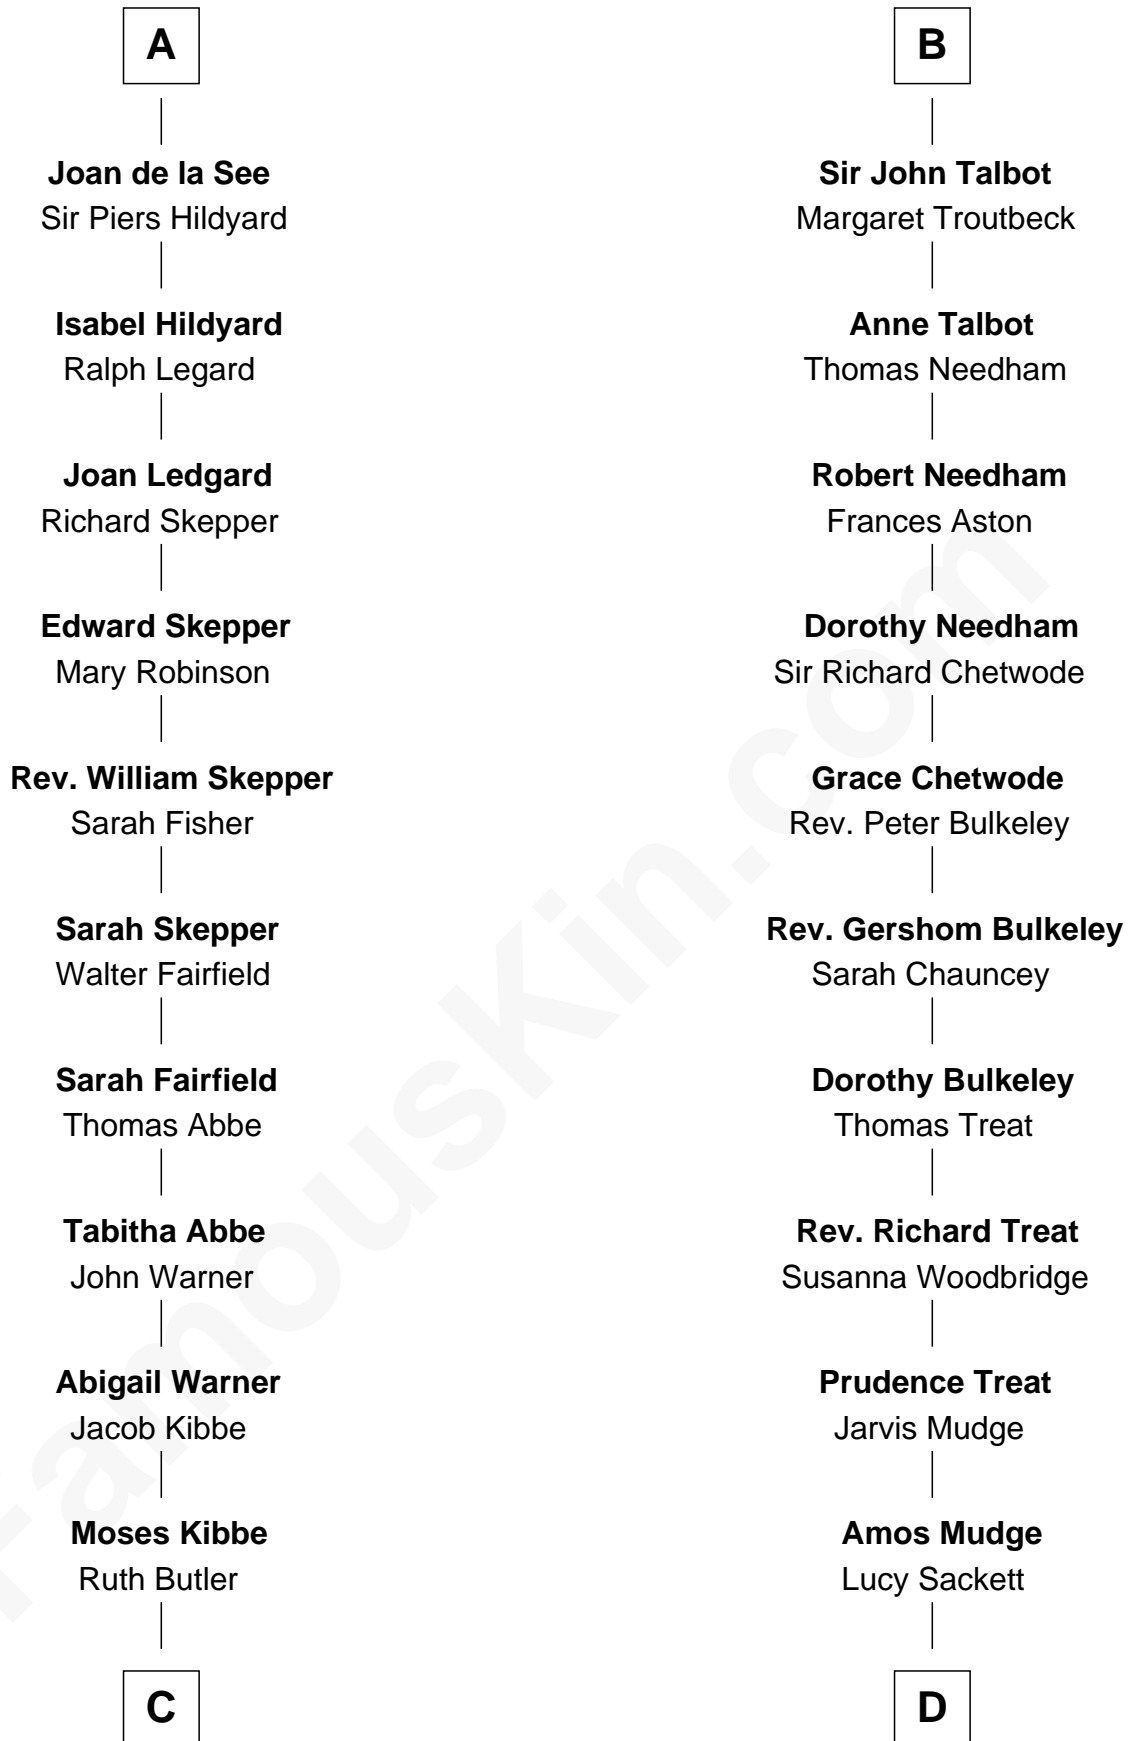 A
Joan de la See
Sir Piers Hildyard
Isabel Hildyard
Ralph Legard
Joan Ledgard
Richard Skepper
Edward Skepper
Mary Robinson
Rev. William Skepper
Sarah Fisher
Sarah Skepper
Walter Fairfield
Sarah Fairfield
Thomas Abbe
Tabitha Abbe
John Warner
Abigail Warner
Jacob Kibbe
Moses Kibbe
Ruth Butler
C
B
Sir John Talbot
Margaret Troutbeck
Anne Talbot
Thomas Needham
Robert Needham
Frances Aston
Dorothy Needham
Sir Richard Chetwode
Grace Chetwode
Rev. Peter Bulkeley
Rev. Gershom Bulkeley
Sarah Chauncey
Dorothy Bulkeley
Thomas Treat
Rev. Richard Treat
Susanna Woodbridge
Prudence Treat
Jarvis Mudge
Amos Mudge
Lucy Sackett
D
FamousKin.com